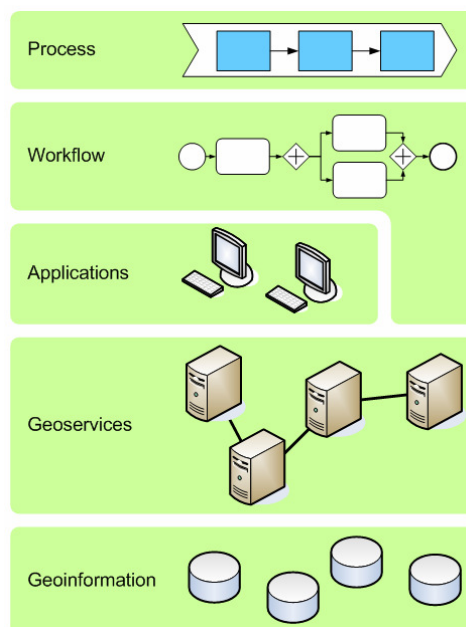 Process
Workflow
Applications
Geoservices
Geoinformation